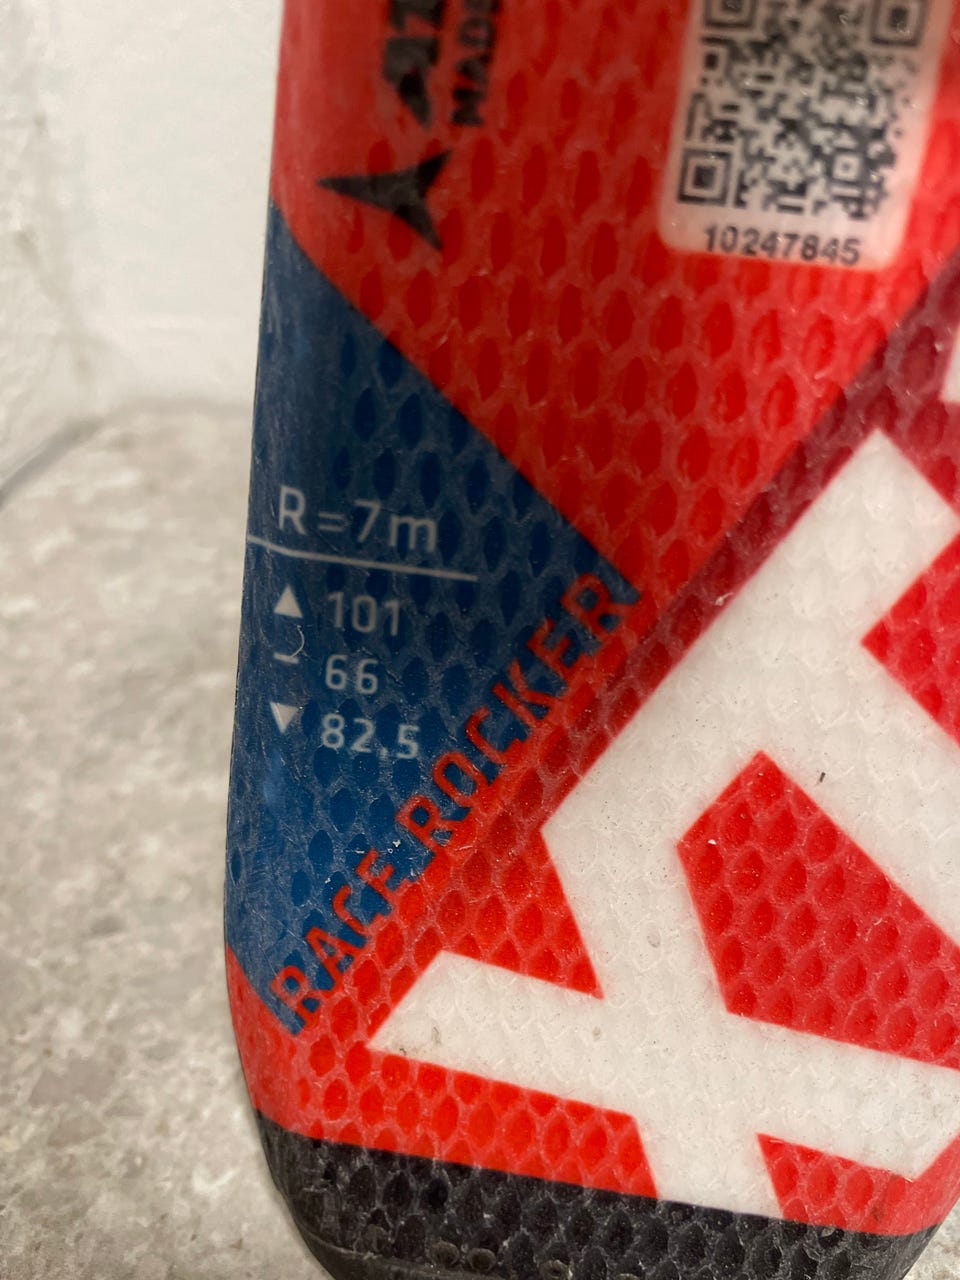 10247845
R=7m
▲ 101
– 66
▼ 82.5
RACE ROCKER